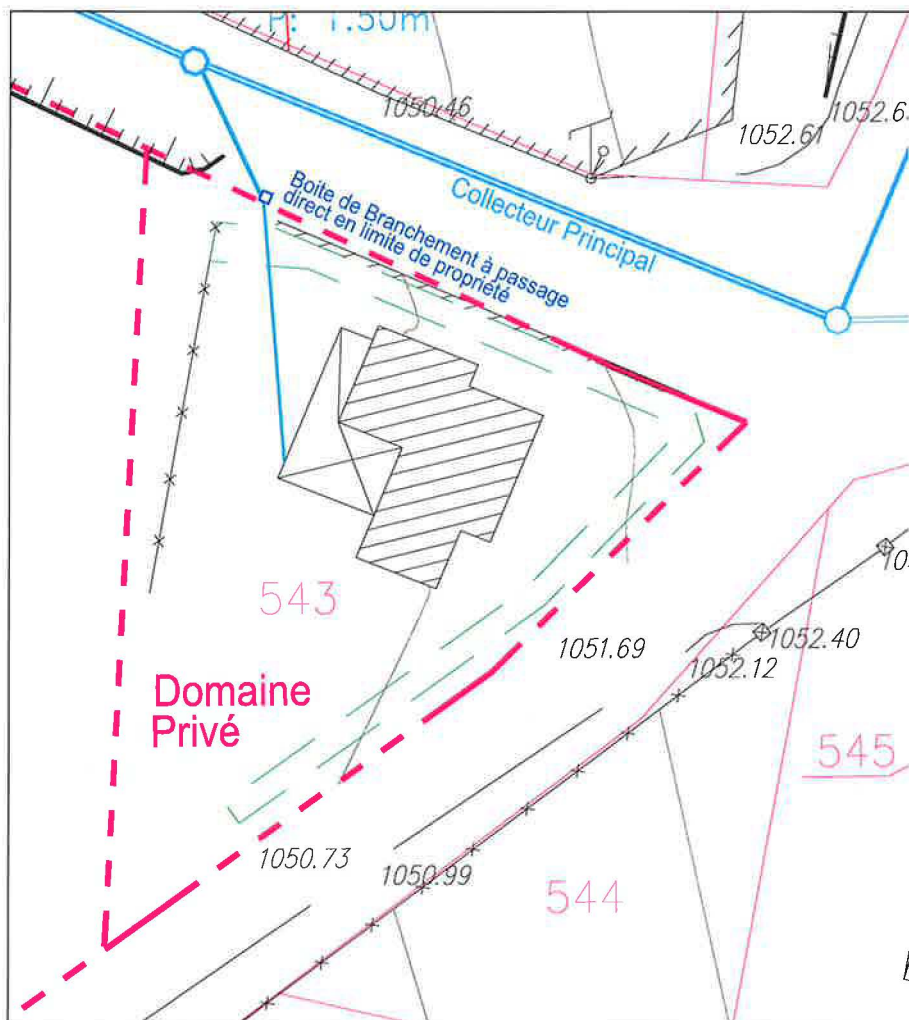 P: 1.50m
1050.46
1052.61
Boite de Branchement à passage
direct en limite de propriété
Collecteur Principal
543
1051.69
1052.40
1052.12
Domaine
Privé
545
1050.73
1050.99
544